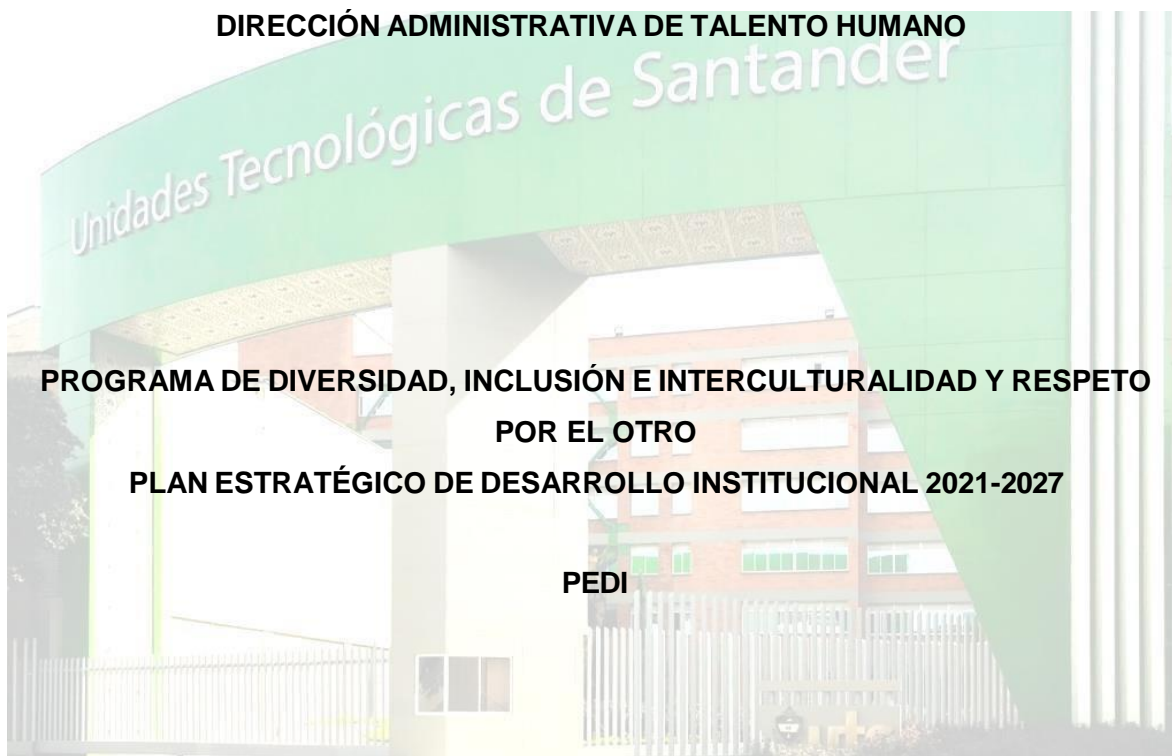 DIRECCIÓN ADMINISTRATIVA DE TALENTO HUMANO
Unidades Tecnológicas de Santander
PROGRAMA DE DIVERSIDAD, INCLUSIÓN E INTERCULTURALIDAD Y RESPETO
POR EL OTRO
PLAN ESTRATÉGICO DE DESARROLLO INSTITUCIONAL 2021-2027
PEDI
uts